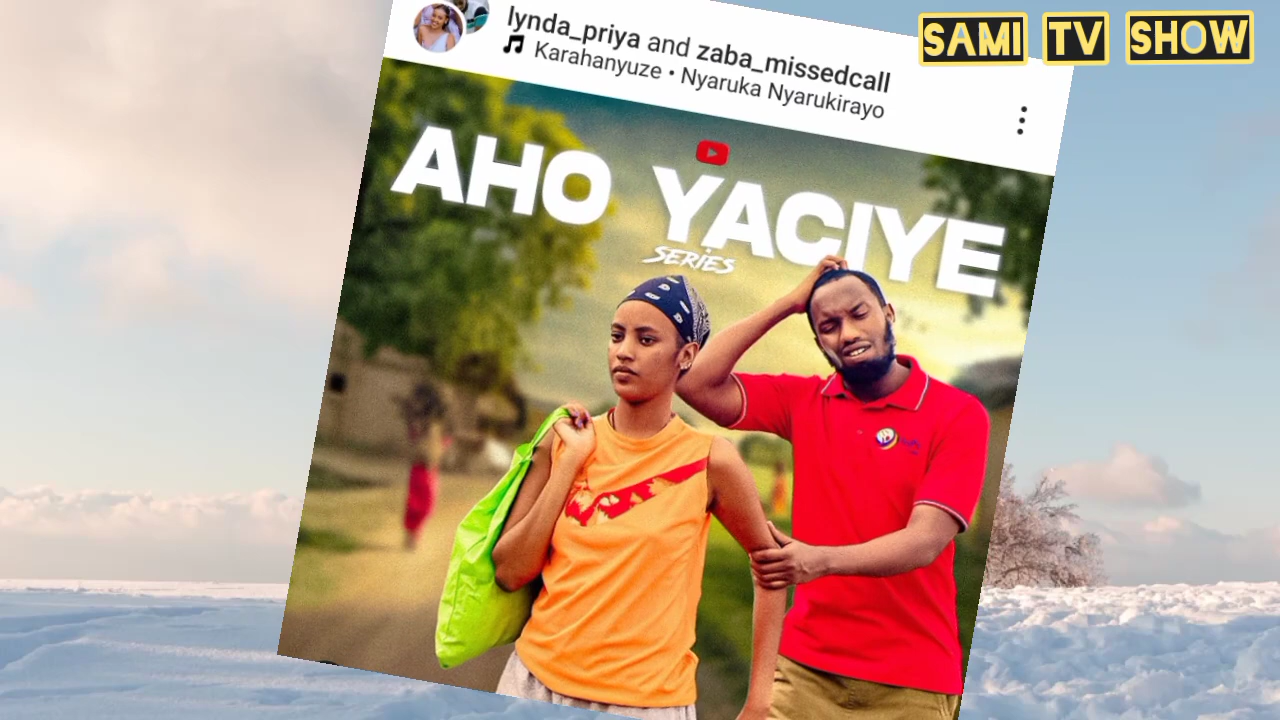 SAMI TV SHOW
lynda_priya and zaba_missedcall
Karahanyuze • Nyaruka Nyarukirayo
AHO YACIYE
SERIES